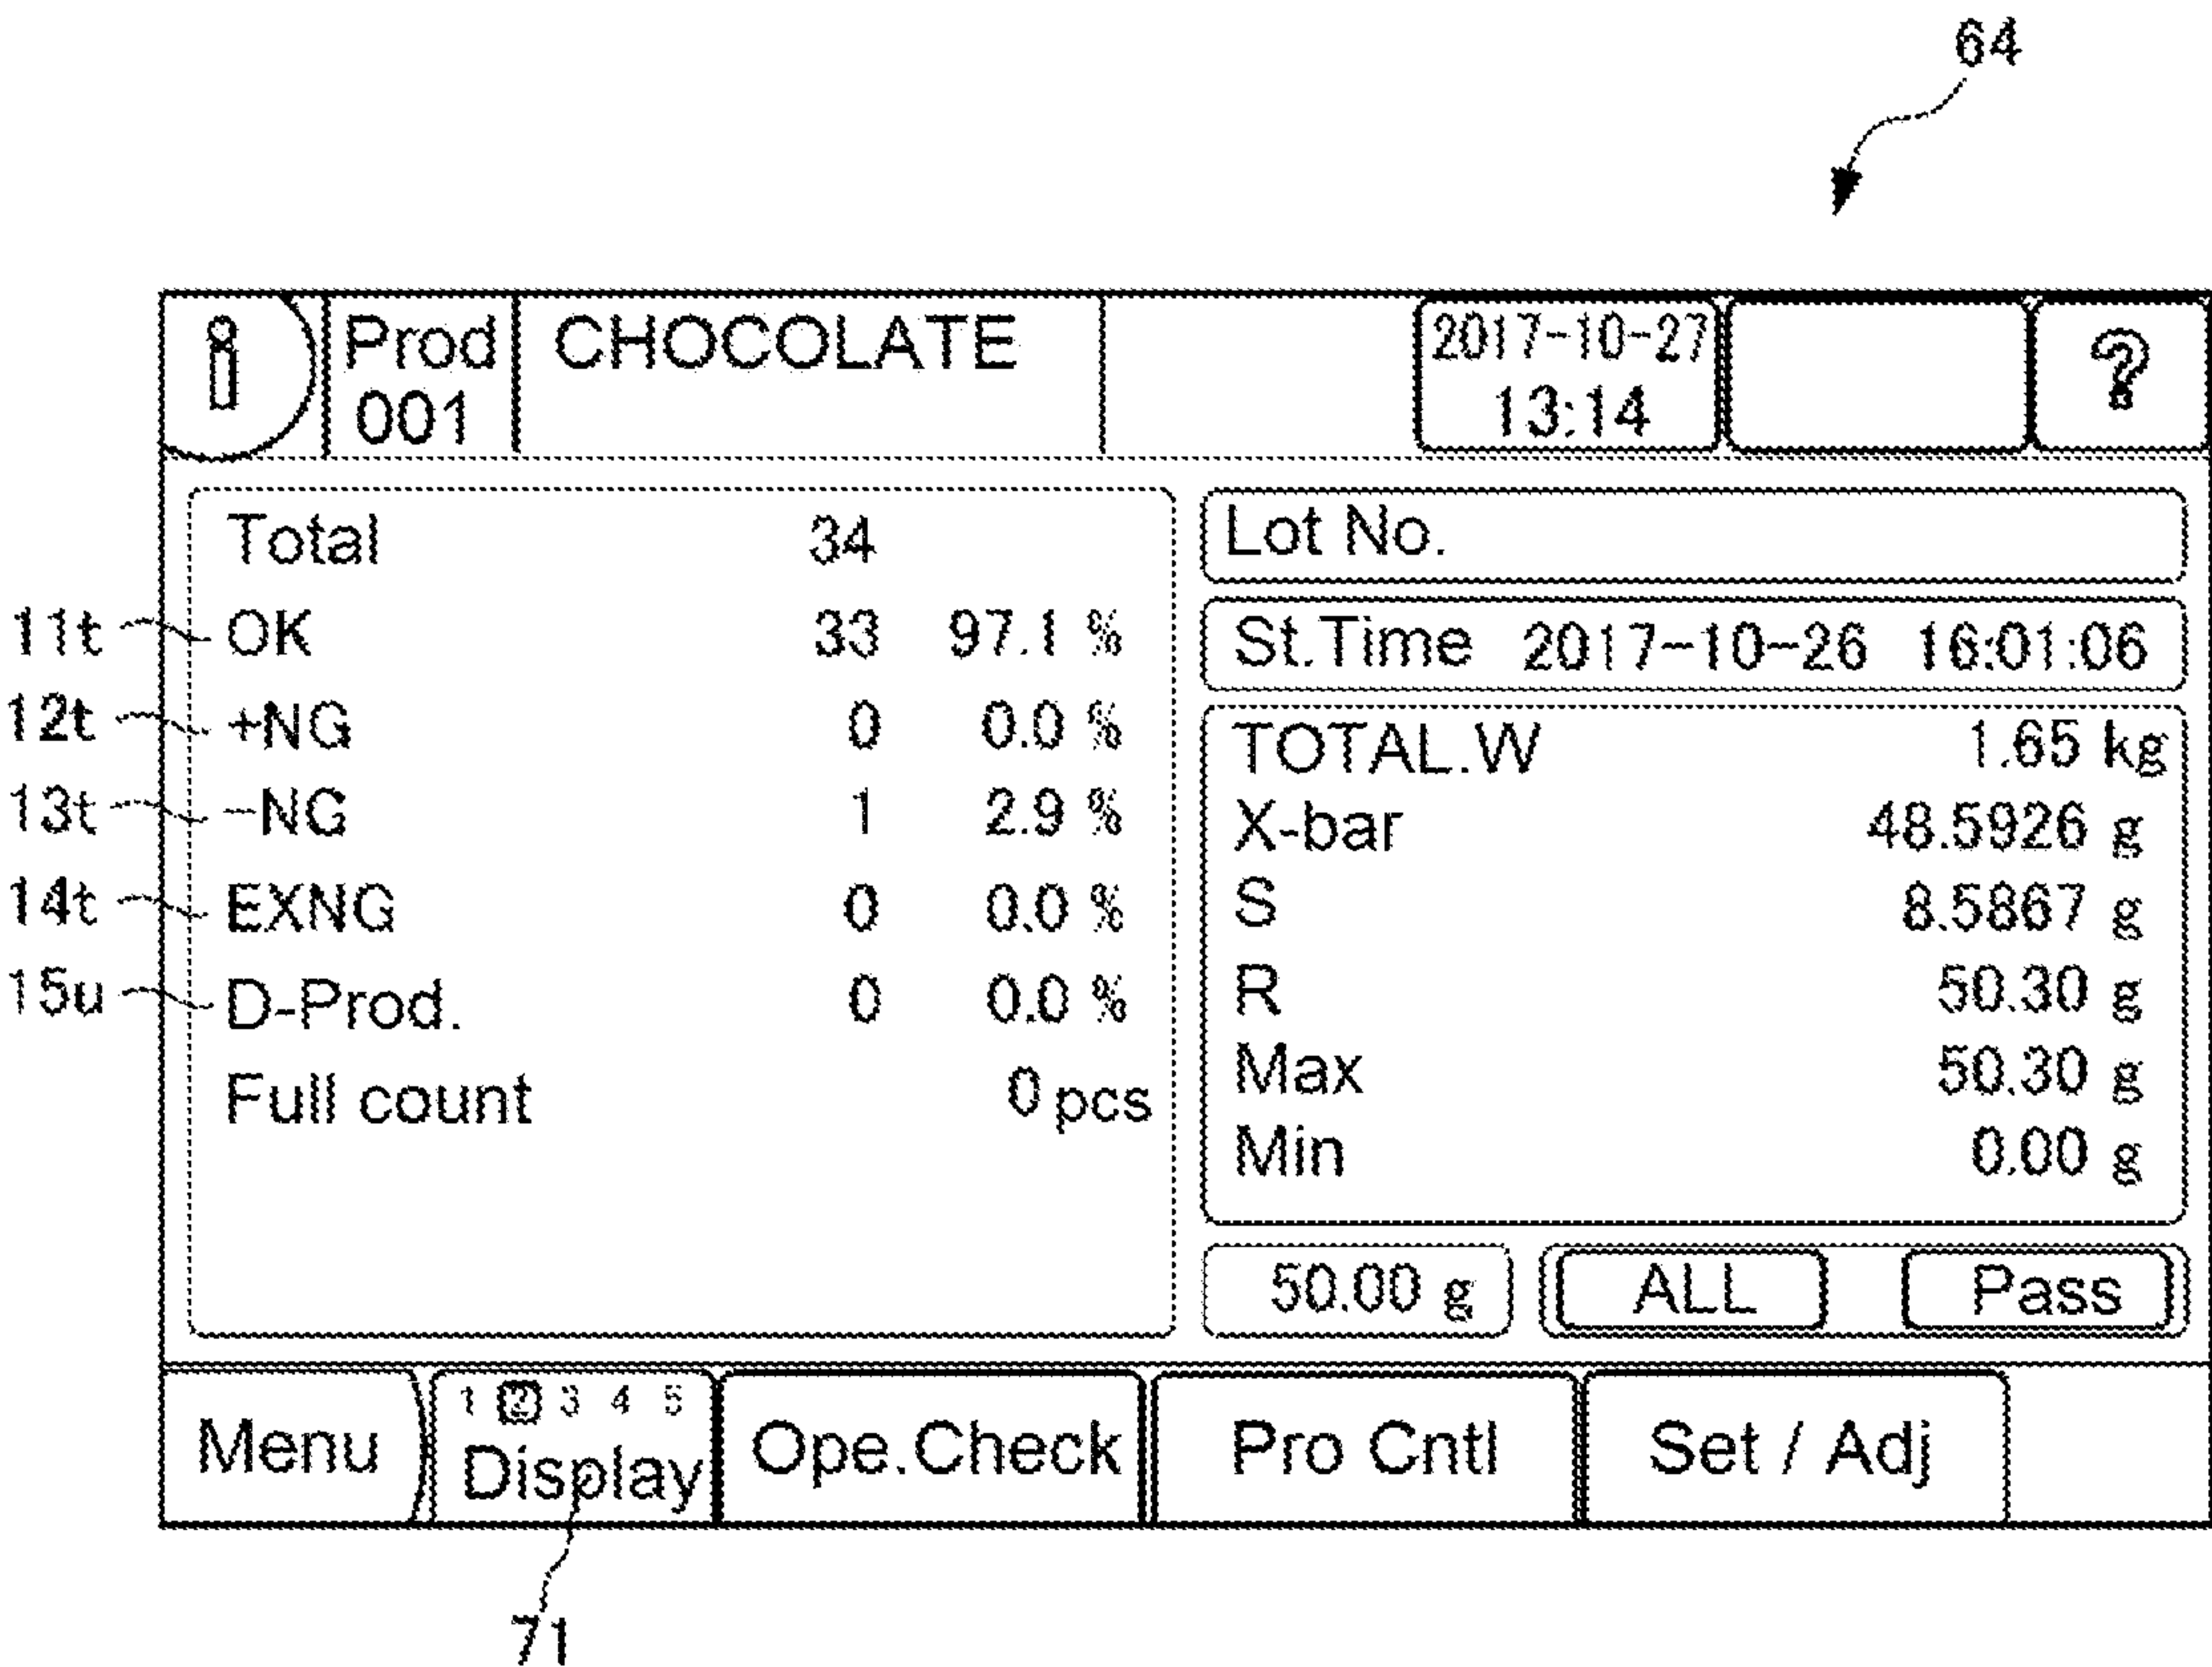 64
Prod
001
CHOCOLATE
2017-10-27
13:14
?
Total 34
11t OK 33 97.1 %
12t +NG 0 0.0 %
13t -NG 1 2.9 %
14t EXNG 0 0.0 %
15u D-Prod. 0 0.0 %
Full count 0 pcs
Lot No.
St.Time 2017-10-26 16:01:06
TOTAL.W 1.65 kg
X-bar 48.5926 g
S 8.5867 g
R 50.30 g
Max 50.30 g
Min 0.00 g
50.00 g ALL Pass
Menu
1 2 3 4 5
Display
Ope.Check
Pro Cntl
Set / Adj
71